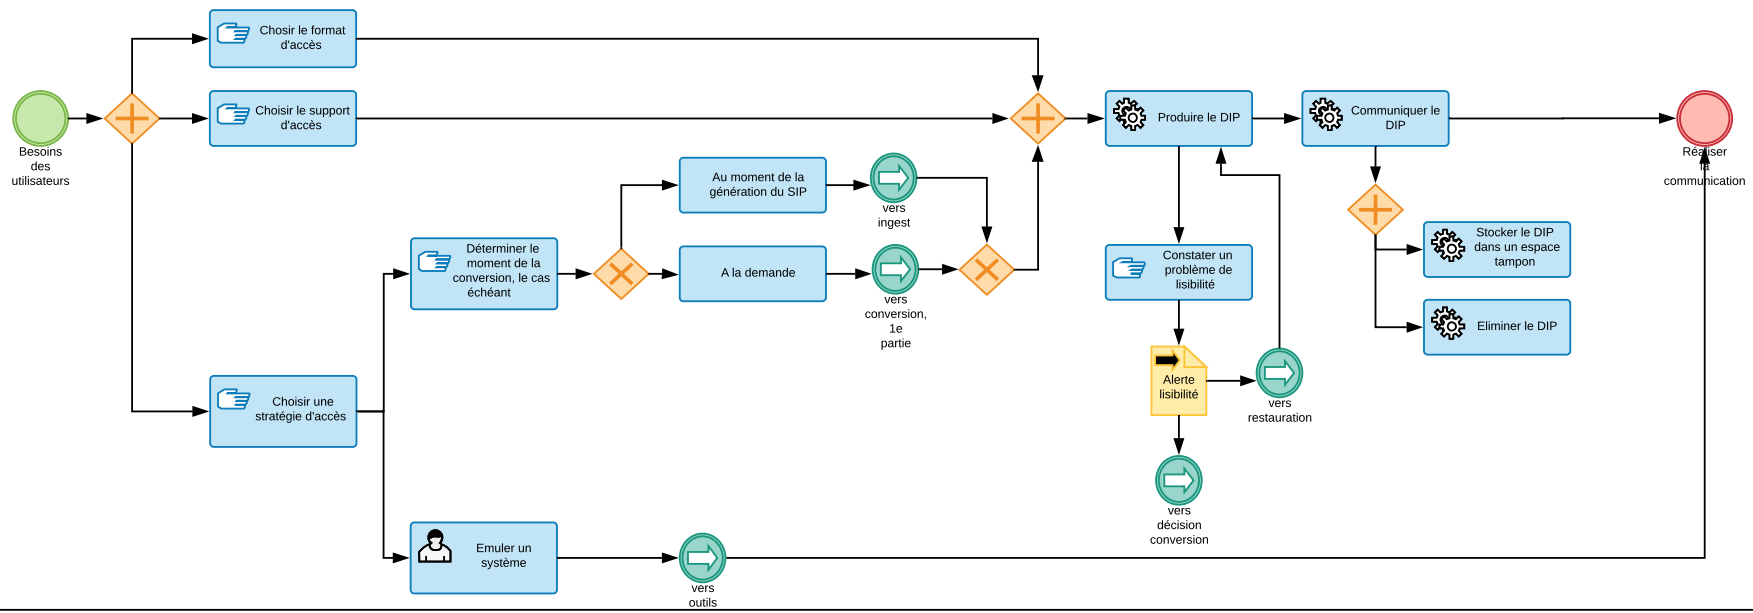 Besoins
des
utilisateurs
Chosir le format
d'accès
Choisir le support
d'accès
Choisir une
stratégie d'accès
Déterminer le
moment de la
conversion, le cas
échéant
Emuler un
système
Au moment de la
génération du SIP
A la demande
vers
ingest
vers
conversion,
1e
partie
vers
outils
Produire le DIP
Constater un
problème de
lisibilité
Alerte
lisibilité
vers
restauration
vers
décision
conversion
Communiquer le
DIP
Stocker le DIP
dans un espace
tampon
Eliminer le DIP
Réaliser
la
communication